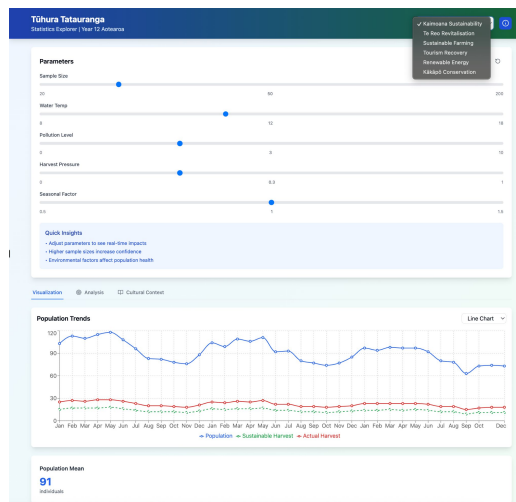 Tūhura Tatauranga
Statistics Explorer | Year 12 Aotearoa
✓ Kaimoana Sustainability
Te Reo Revitalisation
Sustainable Farming
Tourism Recovery
Renewable Energy
Kākāpō Conservation
Parameters
Sample Size
20 50 200
Water Temp
8 13 18
Pollution Level
0 3 10
Harvest Pressure
0 0.3 1
Seasonal Factor
0.5 1 1.5
Quick Insights
• Adjust parameters to see real-time impacts
• Higher sample sizes increase confidence
• Environmental factors affect population health
Visualization Analysis Cultural Context
Population Trends Line Chart
120
90
60
30
0
Jan Feb Mar Apr May Jun Jul Aug Sep Oct Nov Dec Jan Feb Mar Apr May Jun Jul Aug Sep Oct Nov Dec Jan Feb Mar Apr May Jun Jul Aug Sep Oct Dec
Population Sustainable Harvest Actual Harvest
Population Mean
91
Individuals